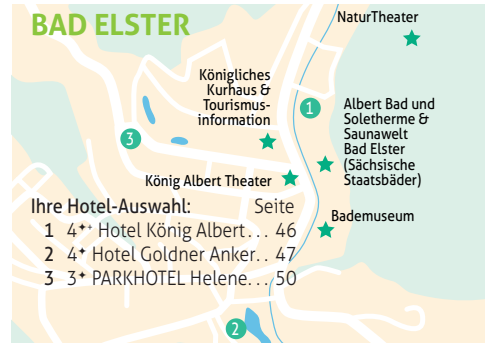 BAD ELSTER
NaturTheater
Königliches
Kurhaus &
Tourismus-
information
1
Albert Bad und
Soletherme &
Saunawelt
Bad Elster
(Sächsische
Staatsbäder)
3
König Albert Theater
Bademuseum
Ihre Hotel-Auswahl: Seite
1 4✦⁺ Hotel König Albert... 46
2 4✦ Hotel Goldner Anker.. 47
3 3✦ PARKHOTEL Helene... 50
2